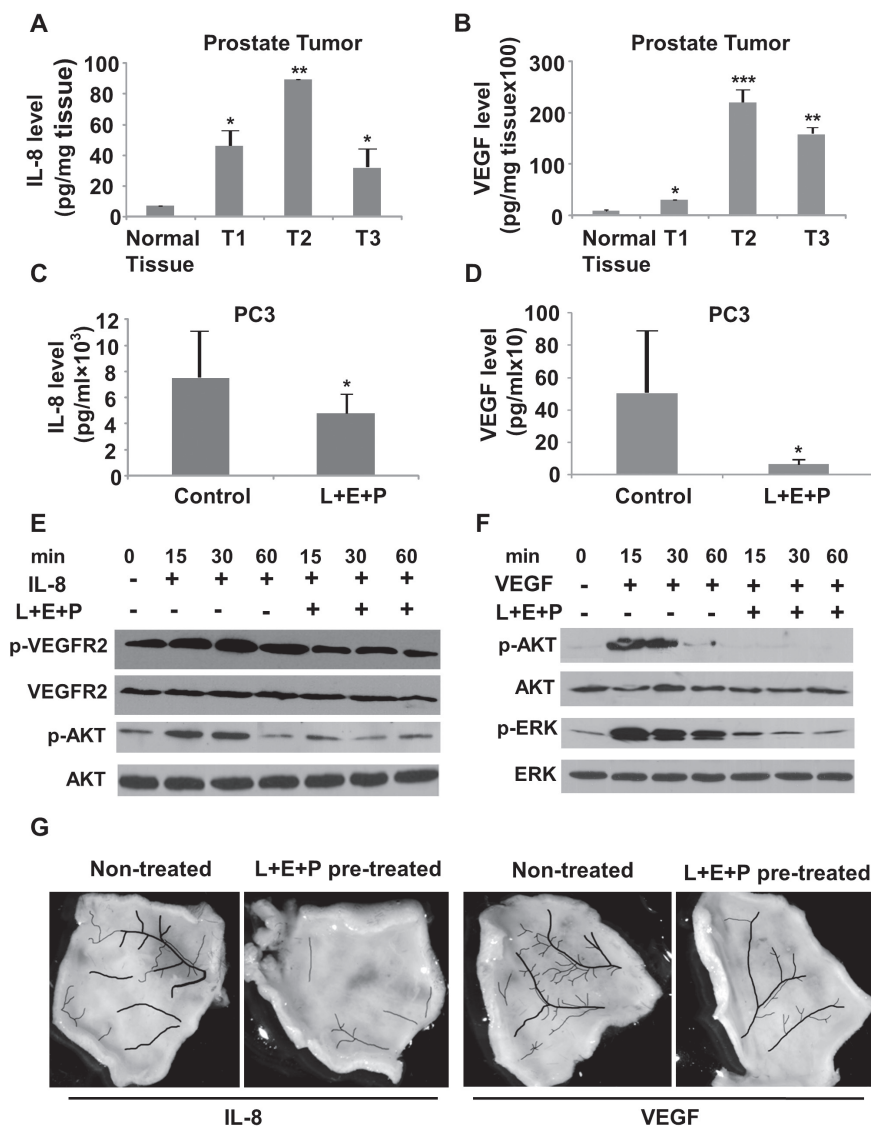 A
Prostate Tumor
IL-8 level
(pg/mg tissue)
100
80
60
40
20
0
*
**
*
Normal
Tissue
T1
T2
T3
B
Prostate Tumor
VEGF level
(pg/mg tissuex100)
300
200
100
0
*
***
**
Normal
Tissue
T1
T2
T3
C
PC3
IL-8 level
(pg/ml×10³)
12
10
8
6
4
2
0
*
Control
L+E+P
D
PC3
VEGF level
(pg/mlx10)
100
80
60
40
20
0
*
Control
L+E+P
E
min 0 15 30 60 15 30 60
IL-8 - + + + + + +
L+E+P - - - - + + +
p-VEGFR2
VEGFR2
p-AKT
AKT
F
min 0 15 30 60 15 30 60
VEGF - + + + + + +
L+E+P - - - - + + +
p-AKT
AKT
p-ERK
ERK
G
Non-treated
L+E+P pre-treated
Non-treated
L+E+P pre-treated
IL-8
VEGF